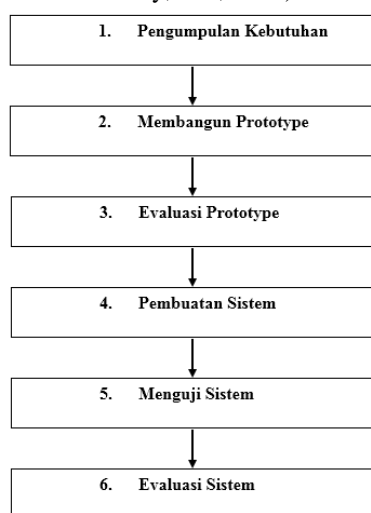 1. Pengumpulan Kebutuhan
2. Membangun Prototype
3. Evaluasi Prototype
4. Pembuatan Sistem
5. Menguji Sistem
6. Evaluasi Sistem